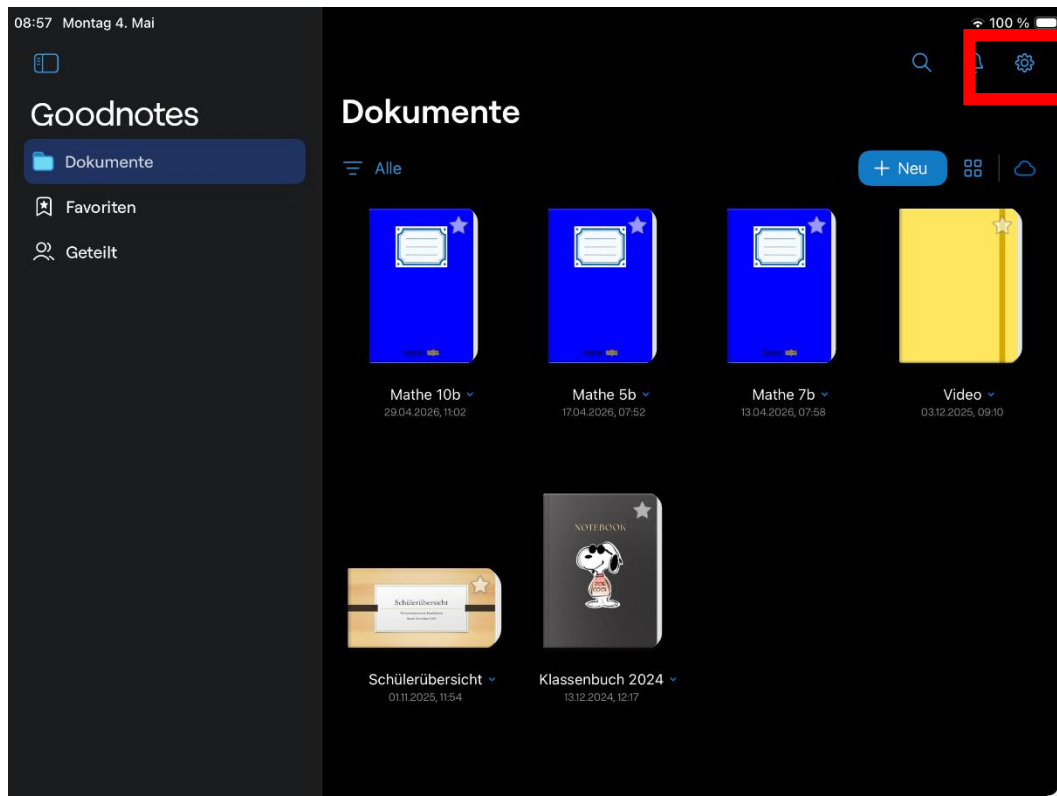 08:57 Montag 4. Mai
100 %
Goodnotes
Dokumente
Favoriten
Geteilt
Dokumente
Alle
+ Neu
Mathe 10b
29.04.2026, 11:02
Mathe 5b
17.04.2026, 07:52
Mathe 7b
13.04.2026, 07:58
Video
03.12.2025, 09:10
Schülerübersicht
NOTEBOOK
JOE
COOL
Schülerübersicht
01.11.2025, 11:54
Klassenbuch 2024
13.12.2024, 12:17